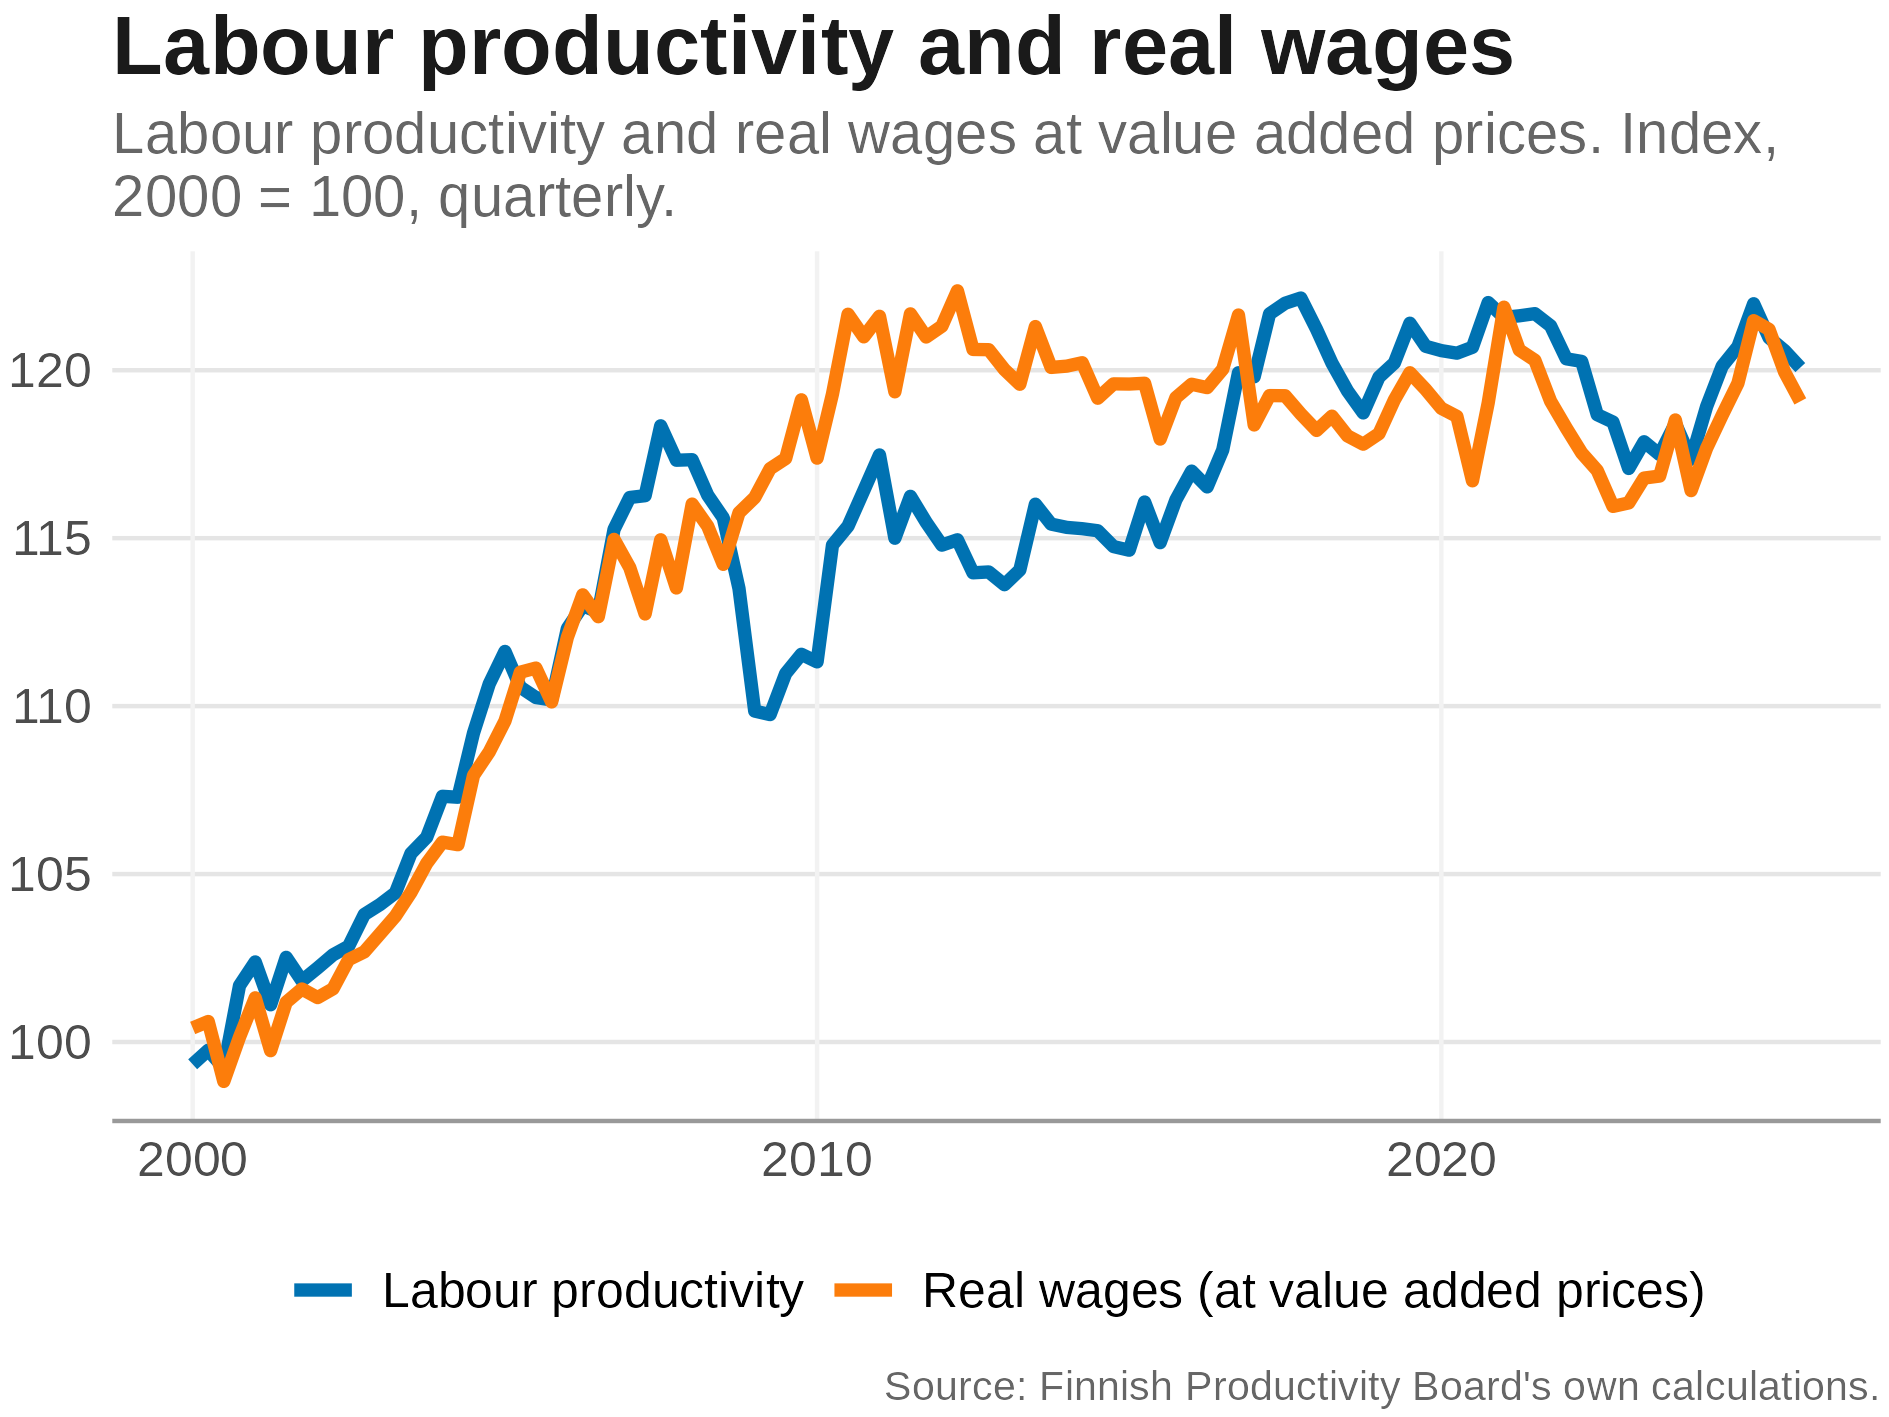 Labour productivity and real wages
Labour productivity and real wages at value added prices. Index,
2000 = 100, quarterly.
120
115
110
105
100
2000 2010 2020
Labour productivity Real wages (at value added prices)
Source: Finnish Productivity Board's own calculations.